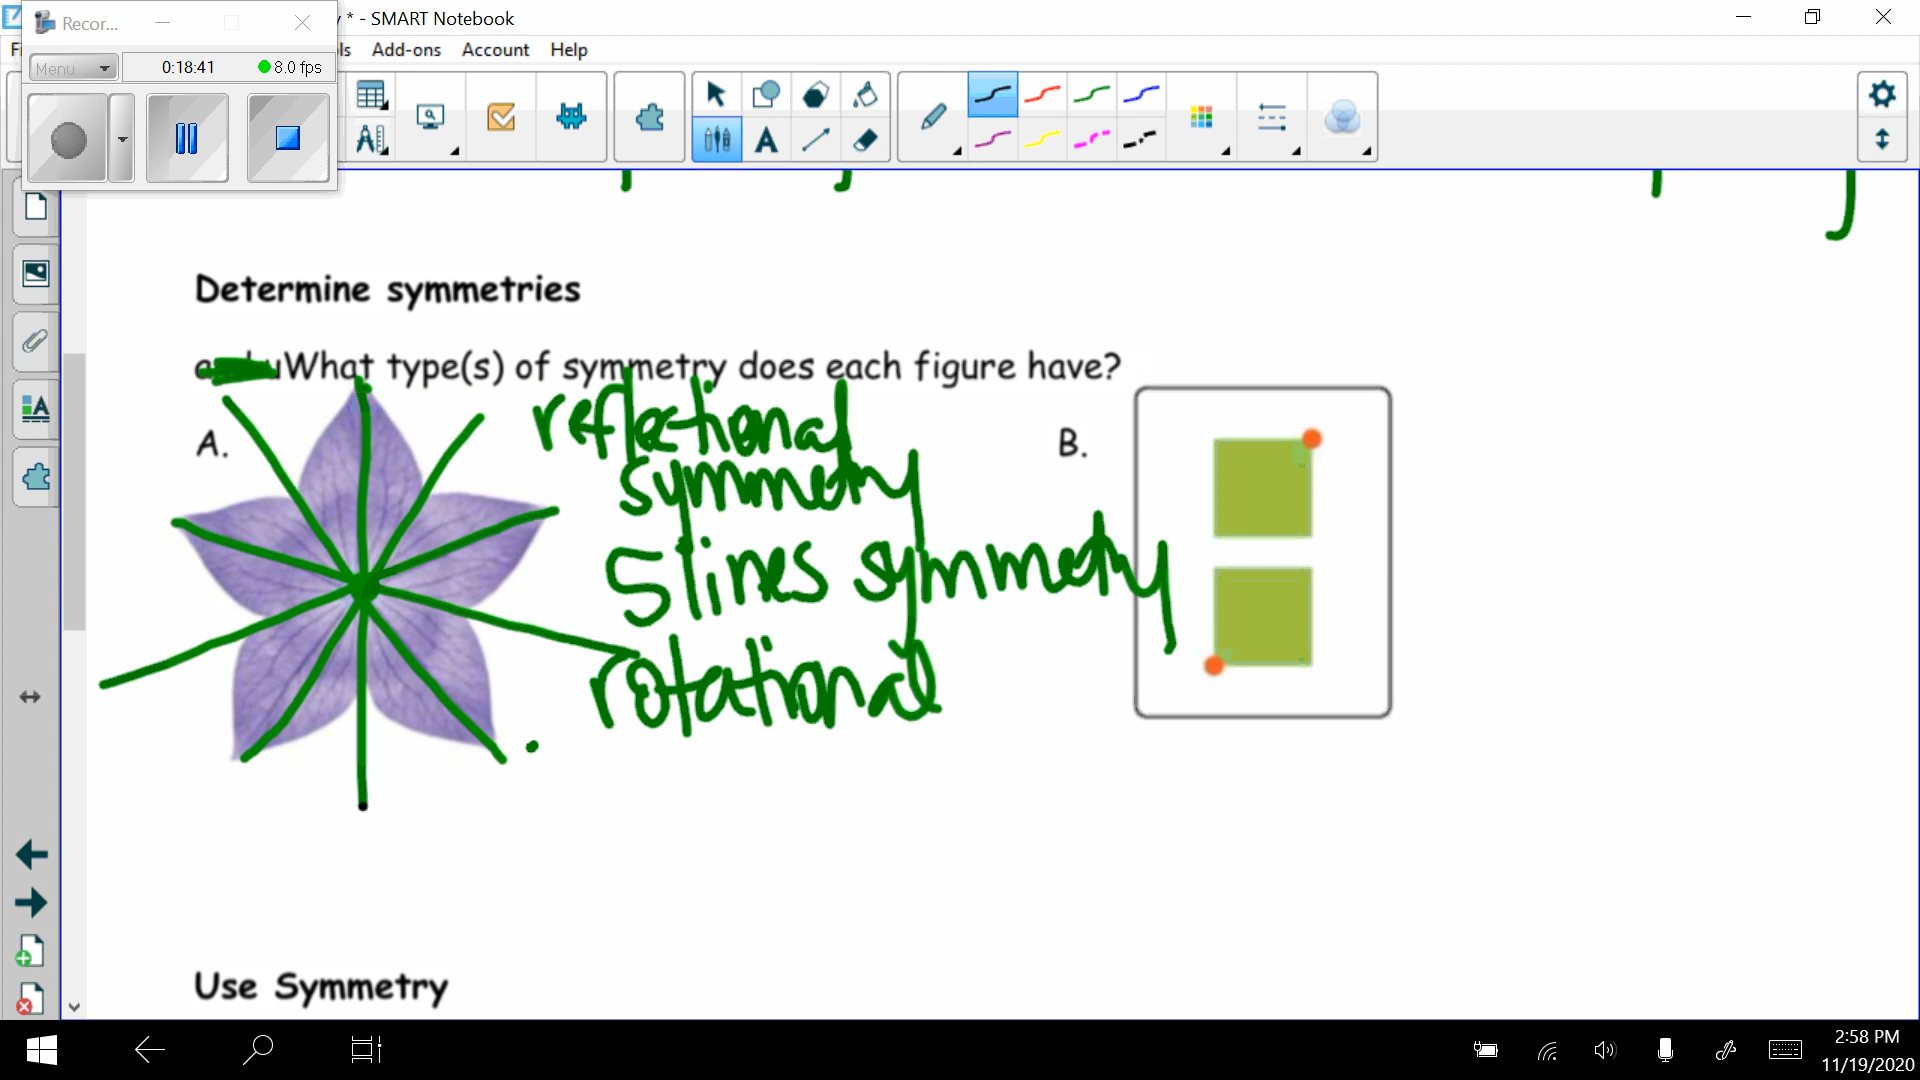 Recor...
y * - SMART Notebook
ls Add-ons Account Help
Menu 0:18:41 8.0 fps
Determine symmetries
What type(s) of symmetry does each figure have?
A. reflectional
symmetry
5 lines symmetry
rotational
B.
Use Symmetry
2:58 PM
11/19/2020